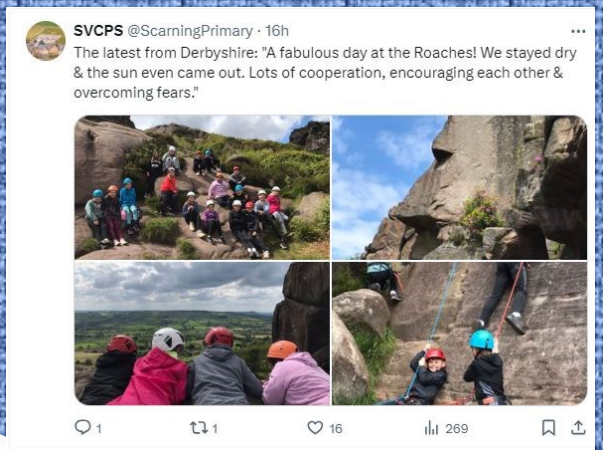 SVCPS @ScarningPrimary · 16h
The latest from Derbyshire: "A fabulous day at the Roaches! We stayed dry
& the sun even came out. Lots of cooperation, encouraging each other &
overcoming fears."
1 1 16 269